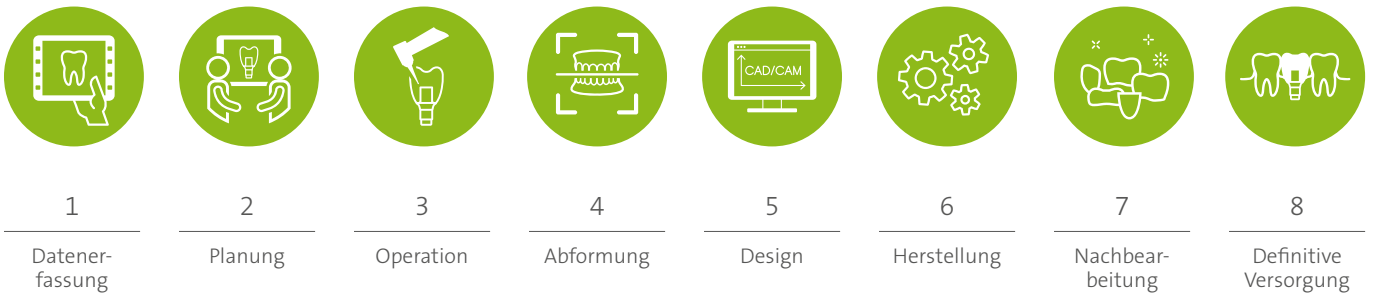 CAD/CAM
1
Datener-
fassung
2
Planung
3
Operation
4
Abformung
5
Design
6
Herstellung
7
Nachbear-
beitung
8
Definitive
Versorgung